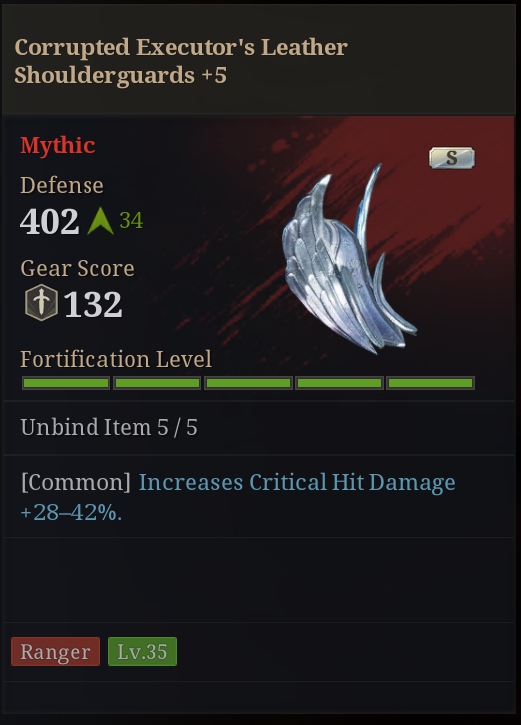 Corrupted Executor's Leather
Shoulderguards +5
Mythic
S
Defense
402 34
Gear Score
132
Fortification Level
Unbind Item 5 / 5
[Common] Increases Critical Hit Damage
+28–42%.
Ranger Lv.35